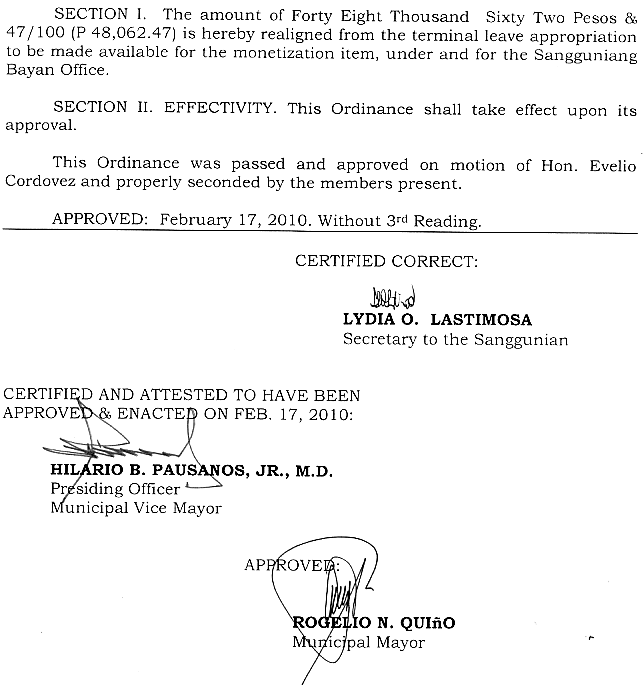 SECTION I. The amount of Forty Eight Thousand Sixty Two Pesos &
47/100 (P 48,062.47) is hereby realigned from the terminal leave appropriation
to be made available for the monetization item, under and for the Sangguniang
Bayan Office.
SECTION II. EFFECTIVITY. This Ordinance shall take effect upon its
approval.
This Ordinance was passed and approved on motion of Hon. Evelio
Cordovez and properly seconded by the members present.
APPROVED: February 17, 2010. Without 3rd Reading.
CERTIFIED CORRECT:
LYDIA O. LASTIMOSA
Secretary to the Sanggunian
CERTIFIED AND ATTESTED TO HAVE BEEN
APPROVED & ENACTED ON FEB. 17, 2010:
HILARIO B. PAUSANOS, JR., M.D.
Presiding Officer
Municipal Vice Mayor
APPROVED:
ROGELIO N. QUIñO
Municipal Mayor